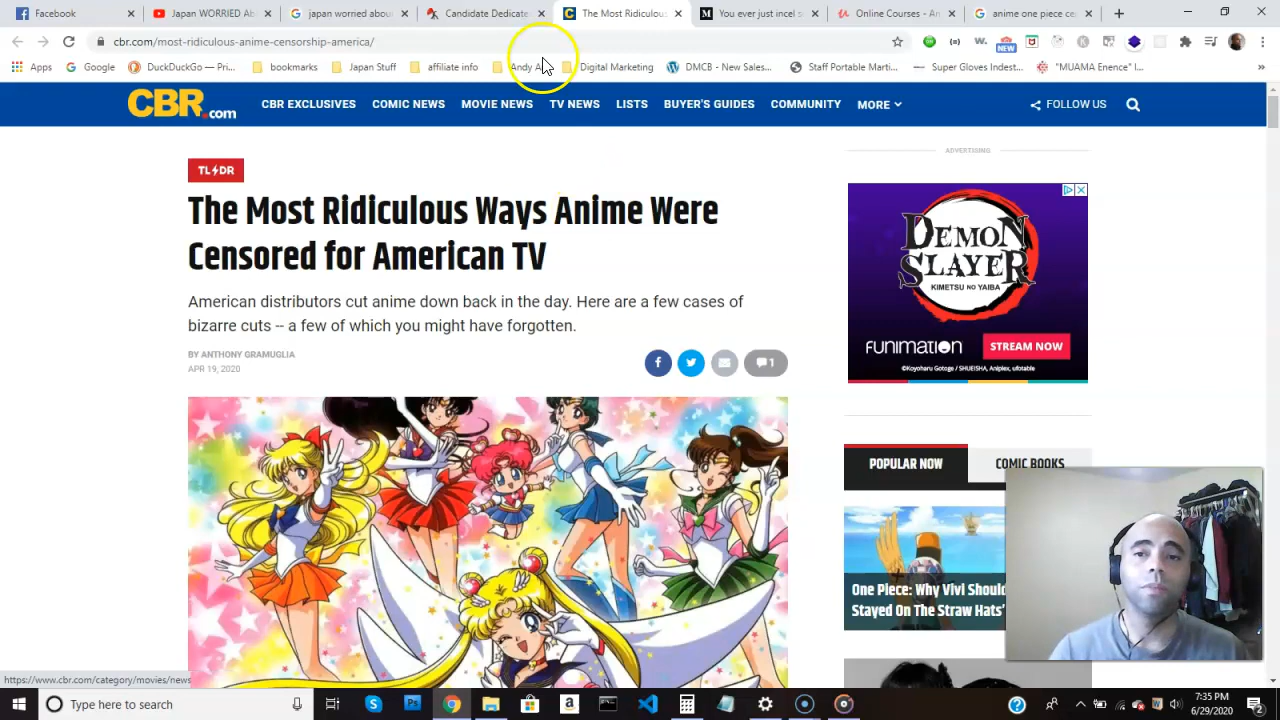 Facebook
japan worried abou
Candidate Dedicate
The Most Ridiculous
You ever just incel s
Online Courses - An
among one piece ce
cbr.com/most-ridiculous-anime-censorship-america/
NEW
Apps
Google
DuckDuckGo — Pri...
bookmar
Japan Stuff
affiliate info
Andy A
Digital Marketing
DMCB - New Sales...
Staff Portable Marti...
Super Gloves Indest...
"MUAMA Enence" I...
CBR.com
CBR EXCLUSIVES
COMIC NEWS
MOVIE NEWS
TV NEWS
LISTS
BUYER'S GUIDES
COMMUNITY
MORE
FOLLOW US
TL DR
The Most Ridiculous Ways Anime Were
Censored for American TV
American distributors cut anime down back in the day. Here are a few cases of
bizarre cuts -- a few of which you might have forgotten.
BY ANTHONY GRAMUGLIA
APR 19, 2020
1
ADVERTISING
DEMON
SLAYER
KIMETSU NO YAIBA
FUNIMATION
STREAM NOW
©Koyoharu Gotoge / SHUEISHA, Aniplex, ufotable
POPULAR NOW
COMIC BOOKS
One Piece: Why Vivi Should
Stayed On The Straw Hats'
https://www.cbr.com/category/movies/news
Type here to search
7:35 PM
6/29/2020
2